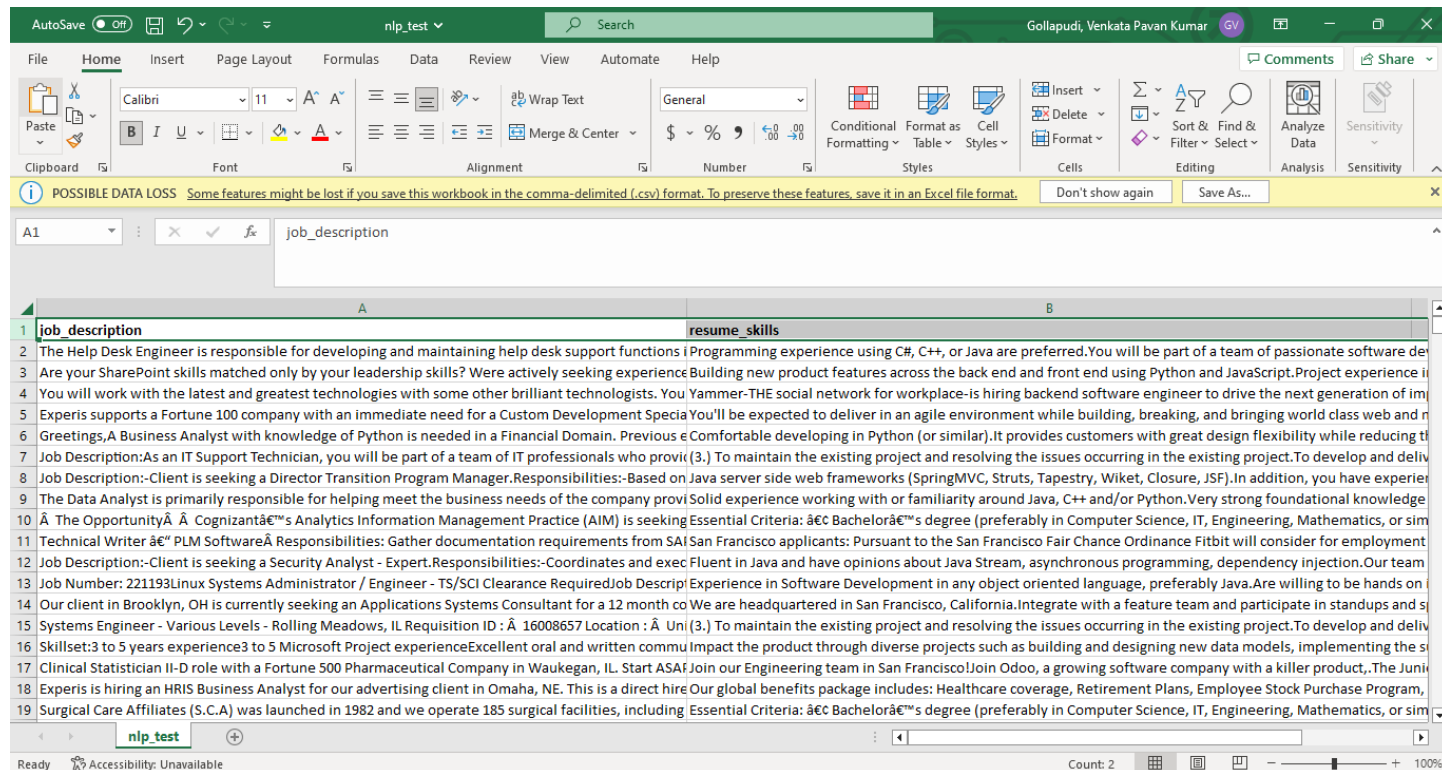 AutoSave Off nlp_test Search Gollapudi, Venkata Pavan Kumar GV
File Home Insert Page Layout Formulas Data Review View Automate Help Comments Share
Paste Calibri 11 A A Wrap Text General Insert
B I U A Merge & Center $ % Conditional Formatting Format as Table Cell Styles Delete Format Sort & Filter Find & Select Analyze Data Sensitivity
Clipboard Font Alignment Number Styles Cells Editing Analysis Sensitivity
POSSIBLE DATA LOSS Some features might be lost if you save this workbook in the comma-delimited (.csv) format. To preserve these features, save it in an Excel file format. Don't show again Save As...
A1 fx job_description
A B
1 job_description resume_skills
2 The Help Desk Engineer is responsible for developing and maintaining help desk support functions i Programming experience using C#, C++, or Java are preferred.You will be part of a team of passionate software de
3 Are your SharePoint skills matched only by your leadership skills? Were actively seeking experience Building new product features across the back end and front end using Python and JavaScript.Project experience i
4 You will work with the latest and greatest technologies with some other brilliant technologists. You Yammer-THE social network for workplace-is hiring backend software engineer to drive the next generation of im
5 Experis supports a Fortune 100 company with an immediate need for a Custom Development Specia You'll be expected to deliver in an agile environment while building, breaking, and bringing world class web and
6 Greetings,A Business Analyst with knowledge of Python is needed in a Financial Domain. Previous e Comfortable developing in Python (or similar).It provides customers with great design flexibility while reducing
7 Job Description:As an IT Support Technician, you will be part of a team of IT professionals who provi (3.) To maintain the existing project and resolving the issues occurring in the existing project.To develop and deliv
8 Job Description:-Client is seeking a Director Transition Program Manager.Responsibilities:-Based on Java server side web frameworks (SpringMVC, Struts, Tapestry, Wiket, Closure, JSF).In addition, you have experien
9 The Data Analyst is primarily responsible for helping meet the business needs of the company provi Solid experience working with or familiarity around Java, C++ and/or Python.Very strong foundational knowledge
10 Â The OpportunityÂ Â Cognizantâ€™s Analytics Information Management Practice (AIM) is seeking Essential Criteria: â€¢ Bachelorâ€™s degree (preferably in Computer Science, IT, Engineering, Mathematics, or sim
11 Technical Writer â€“ PLM SoftwareÂ Responsibilities: Gather documentation requirements from SA San Francisco applicants: Pursuant to the San Francisco Fair Chance Ordinance Fitbit will consider for employment
12 Job Description:-Client is seeking a Security Analyst - Expert.Responsibilities:-Coordinates and exec Fluent in Java and have opinions about Java Stream, asynchronous programming, dependency injection.Our team
13 Job Number: 221193Linux Systems Administrator / Engineer - TS/SCI Clearance RequiredJob Descript Experience in Software Development in any object oriented language, preferably Java.Are willing to be hands on
14 Our client in Brooklyn, OH is currently seeking an Applications Systems Consultant for a 12 month co We are headquartered in San Francisco, California.Integrate with a feature team and participate in standups and s
15 Systems Engineer - Various Levels - Rolling Meadows, IL Requisition ID : Â 16008657 Location : Â Uni (3.) To maintain the existing project and resolving the issues occurring in the existing project.To develop and deliv
16 Skillset:3 to 5 years experience3 to 5 Microsoft Project experienceExcellent oral and written commu Impact the product through diverse projects such as building and designing new data models, implementing the s
17 Clinical Statistician II-D role with a Fortune 500 Pharmaceutical Company in Waukegan, IL. Start ASAP Join our Engineering team in San Francisco!Join Odoo, a growing software company with a killer product,.The Juni
18 Experis is hiring an HRIS Business Analyst for our advertising client in Omaha, NE. This is a direct hire Our global benefits package includes: Healthcare coverage, Retirement Plans, Employee Stock Purchase Program,
19 Surgical Care Affiliates (S.C.A) was launched in 1982 and we operate 185 surgical facilities, including Essential Criteria: â€¢ Bachelorâ€™s degree (preferably in Computer Science, IT, Engineering, Mathematics, or sim
nlp_test
Ready Accessibility: Unavailable Count: 2 100%